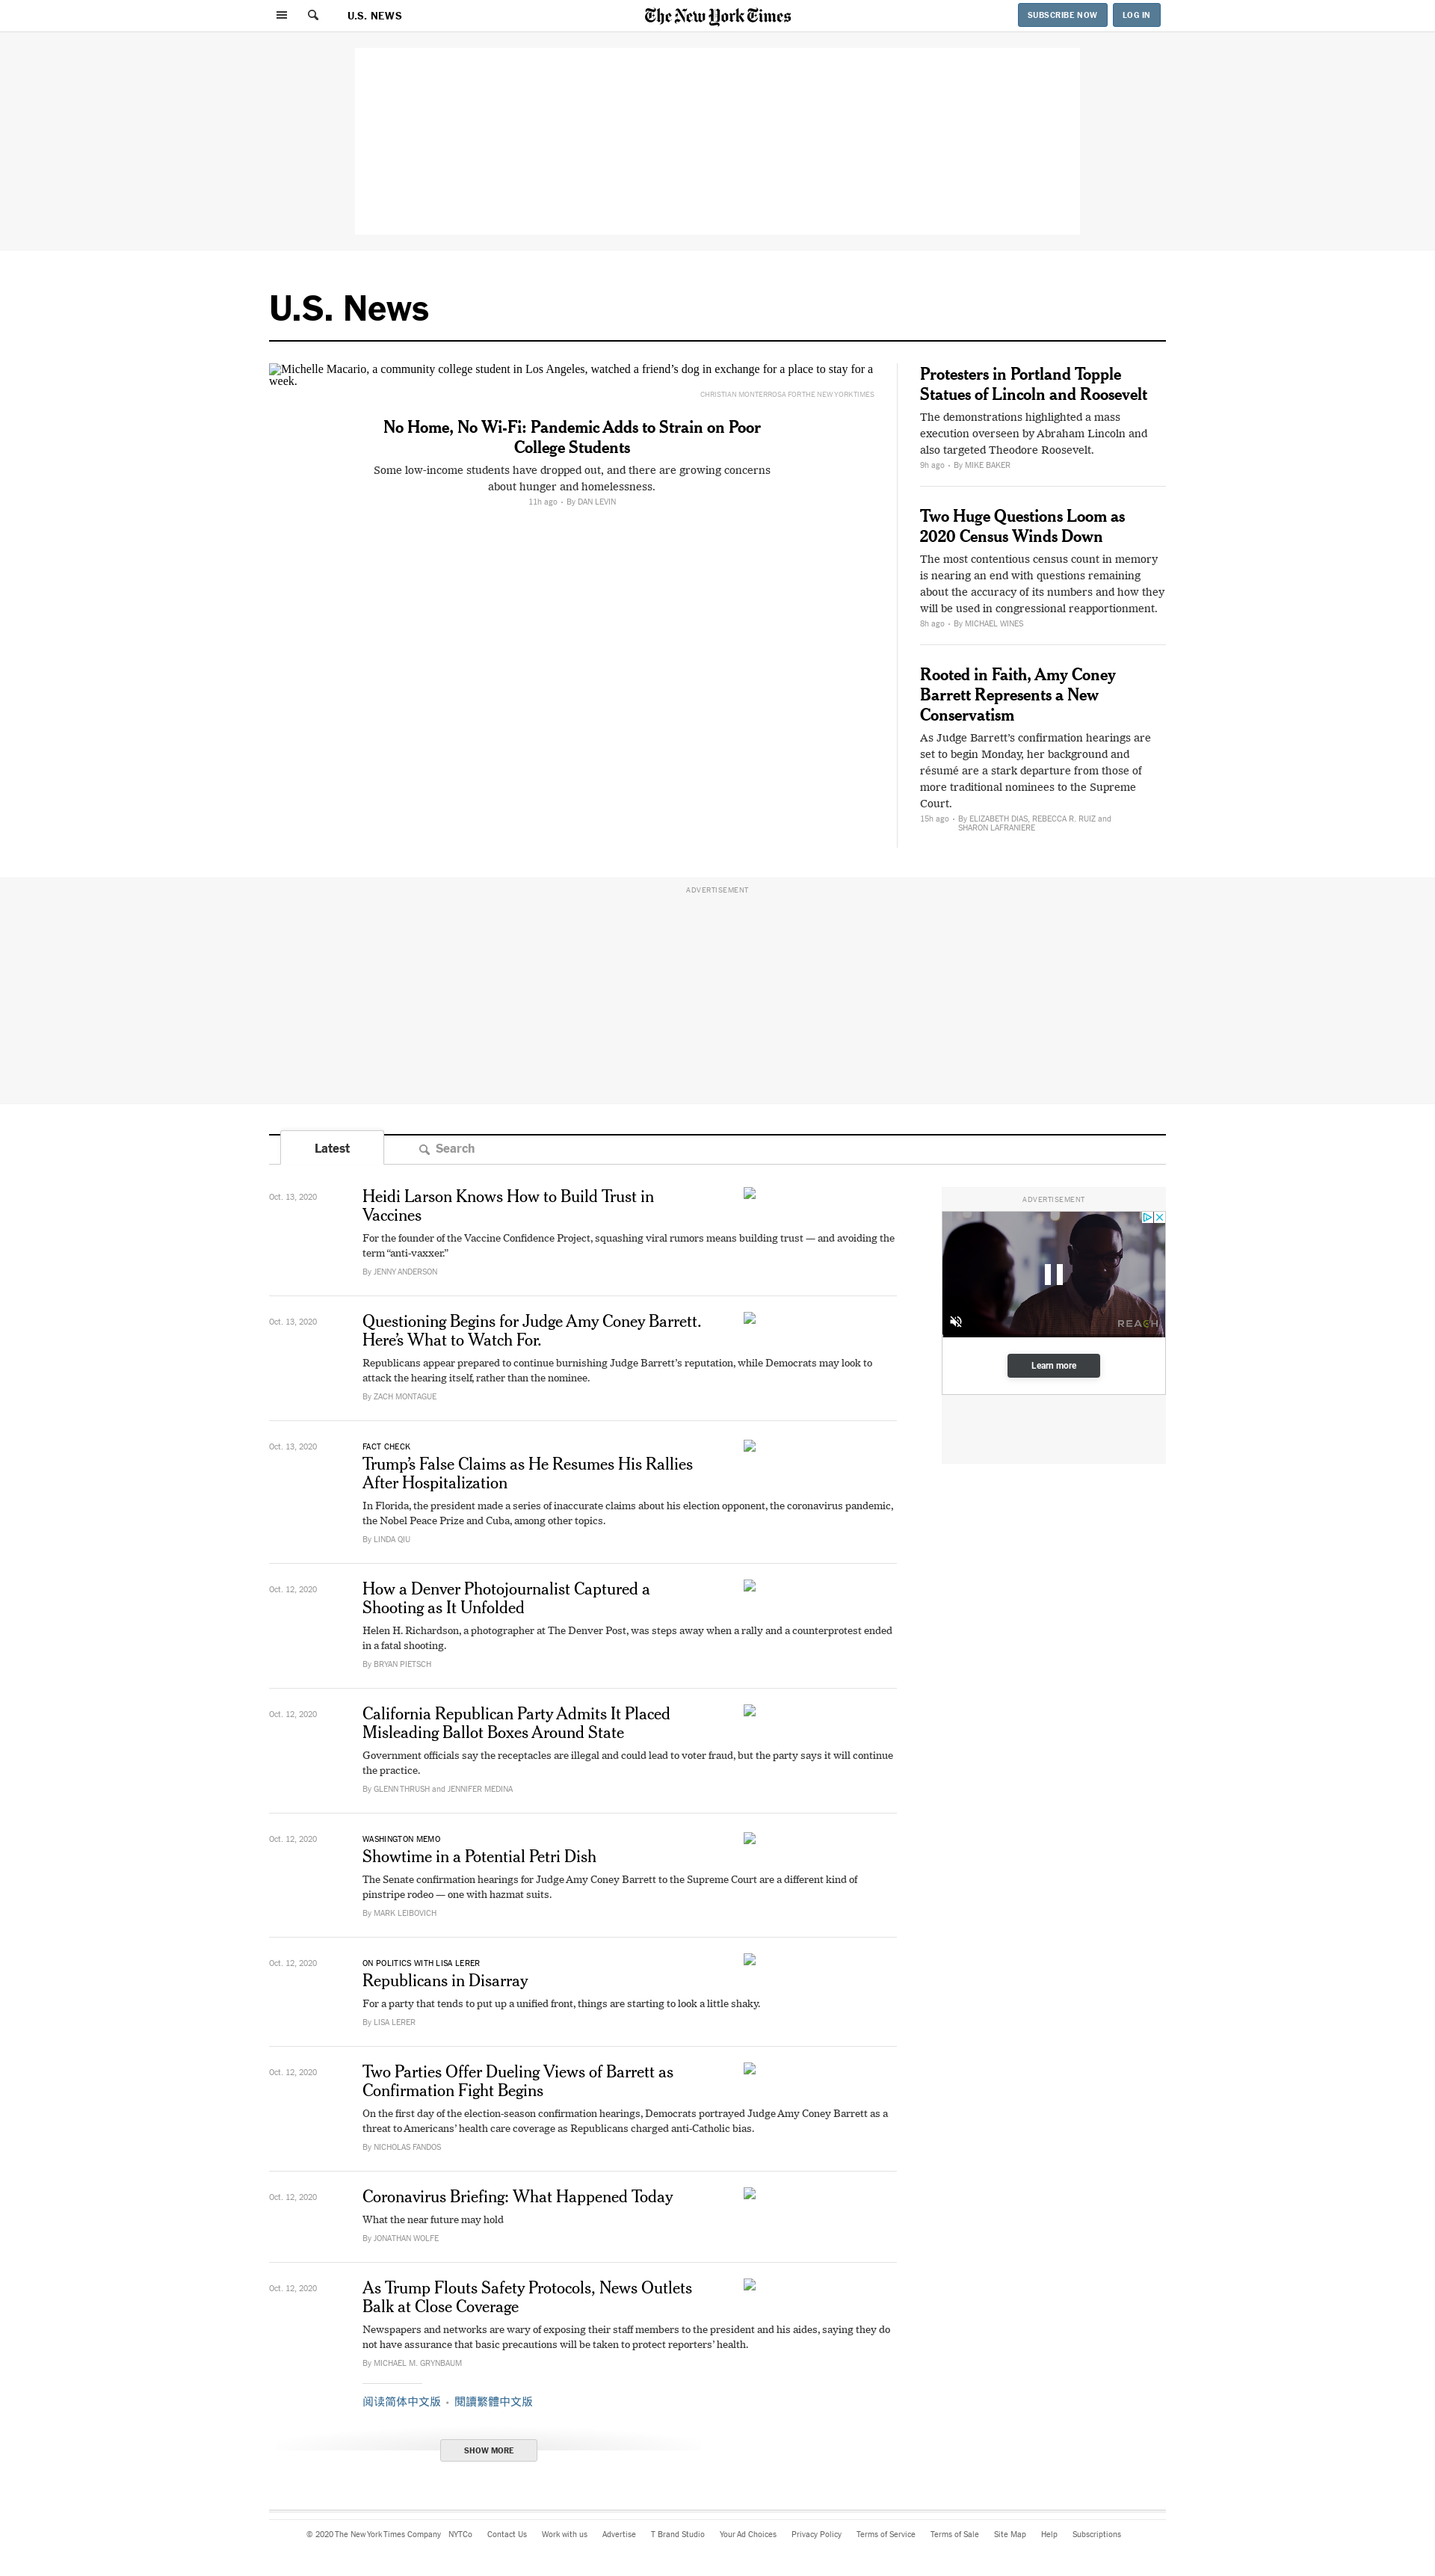 U.S. NEWS
The New York Times
SUBSCRIBE NOW
LOG IN
U.S. News
Michelle Macario, a community college student in Los Angeles, watched a friend’s dog in exchange for a place to stay for a
week.
CHRISTIAN MONTERROSA FOR THE NEW YORK TIMES
No Home, No Wi-Fi: Pandemic Adds to Strain on Poor
College Students
Some low-income students have dropped out, and there are growing concerns
about hunger and homelessness.
11h ago • By DAN LEVIN
Protesters in Portland Topple
Statues of Lincoln and Roosevelt
The demonstrations highlighted a mass
execution overseen by Abraham Lincoln and
also targeted Theodore Roosevelt.
9h ago • By MIKE BAKER
Two Huge Questions Loom as
2020 Census Winds Down
The most contentious census count in memory
is nearing an end with questions remaining
about the accuracy of its numbers and how they
will be used in congressional reapportionment.
8h ago • By MICHAEL WINES
Rooted in Faith, Amy Coney
Barrett Represents a New
Conservatism
As Judge Barrett’s confirmation hearings are
set to begin Monday, her background and
résumé are a stark departure from those of
more traditional nominees to the Supreme
Court.
15h ago • By ELIZABETH DIAS, REBECCA R. RUIZ and
SHARON LAFRANIERE
ADVERTISEMENT
Latest
Search
Oct. 13, 2020
Heidi Larson Knows How to Build Trust in
Vaccines
For the founder of the Vaccine Confidence Project, squashing viral rumors means building trust — and avoiding the
term “anti-vaxxer.”
By JENNY ANDERSON
ADVERTISEMENT
REACH
Learn more
Oct. 13, 2020
Questioning Begins for Judge Amy Coney Barrett.
Here’s What to Watch For.
Republicans appear prepared to continue burnishing Judge Barrett’s reputation, while Democrats may look to
attack the hearing itself, rather than the nominee.
By ZACH MONTAGUE
Oct. 13, 2020
FACT CHECK
Trump’s False Claims as He Resumes His Rallies
After Hospitalization
In Florida, the president made a series of inaccurate claims about his election opponent, the coronavirus pandemic,
the Nobel Peace Prize and Cuba, among other topics.
By LINDA QIU
Oct. 12, 2020
How a Denver Photojournalist Captured a
Shooting as It Unfolded
Helen H. Richardson, a photographer at The Denver Post, was steps away when a rally and a counterprotest ended
in a fatal shooting.
By BRYAN PIETSCH
Oct. 12, 2020
California Republican Party Admits It Placed
Misleading Ballot Boxes Around State
Government officials say the receptacles are illegal and could lead to voter fraud, but the party says it will continue
the practice.
By GLENN THRUSH and JENNIFER MEDINA
Oct. 12, 2020
WASHINGTON MEMO
Showtime in a Potential Petri Dish
The Senate confirmation hearings for Judge Amy Coney Barrett to the Supreme Court are a different kind of
pinstripe rodeo — one with hazmat suits.
By MARK LEIBOVICH
Oct. 12, 2020
ON POLITICS WITH LISA LERER
Republicans in Disarray
For a party that tends to put up a unified front, things are starting to look a little shaky.
By LISA LERER
Oct. 12, 2020
Two Parties Offer Dueling Views of Barrett as
Confirmation Fight Begins
On the first day of the election-season confirmation hearings, Democrats portrayed Judge Amy Coney Barrett as a
threat to Americans’ health care coverage as Republicans charged anti-Catholic bias.
By NICHOLAS FANDOS
Oct. 12, 2020
Coronavirus Briefing: What Happened Today
What the near future may hold
By JONATHAN WOLFE
Oct. 12, 2020
As Trump Flouts Safety Protocols, News Outlets
Balk at Close Coverage
Newspapers and networks are wary of exposing their staff members to the president and his aides, saying they do
not have assurance that basic precautions will be taken to protect reporters’ health.
By MICHAEL M. GRYNBAUM
阅读简体中文版 • 閱讀繁體中文版
SHOW MORE
© 2020 The New York Times Company NYTCo Contact Us Work with us Advertise T Brand Studio Your Ad Choices Privacy Policy Terms of Service Terms of Sale Site Map Help Subscriptions